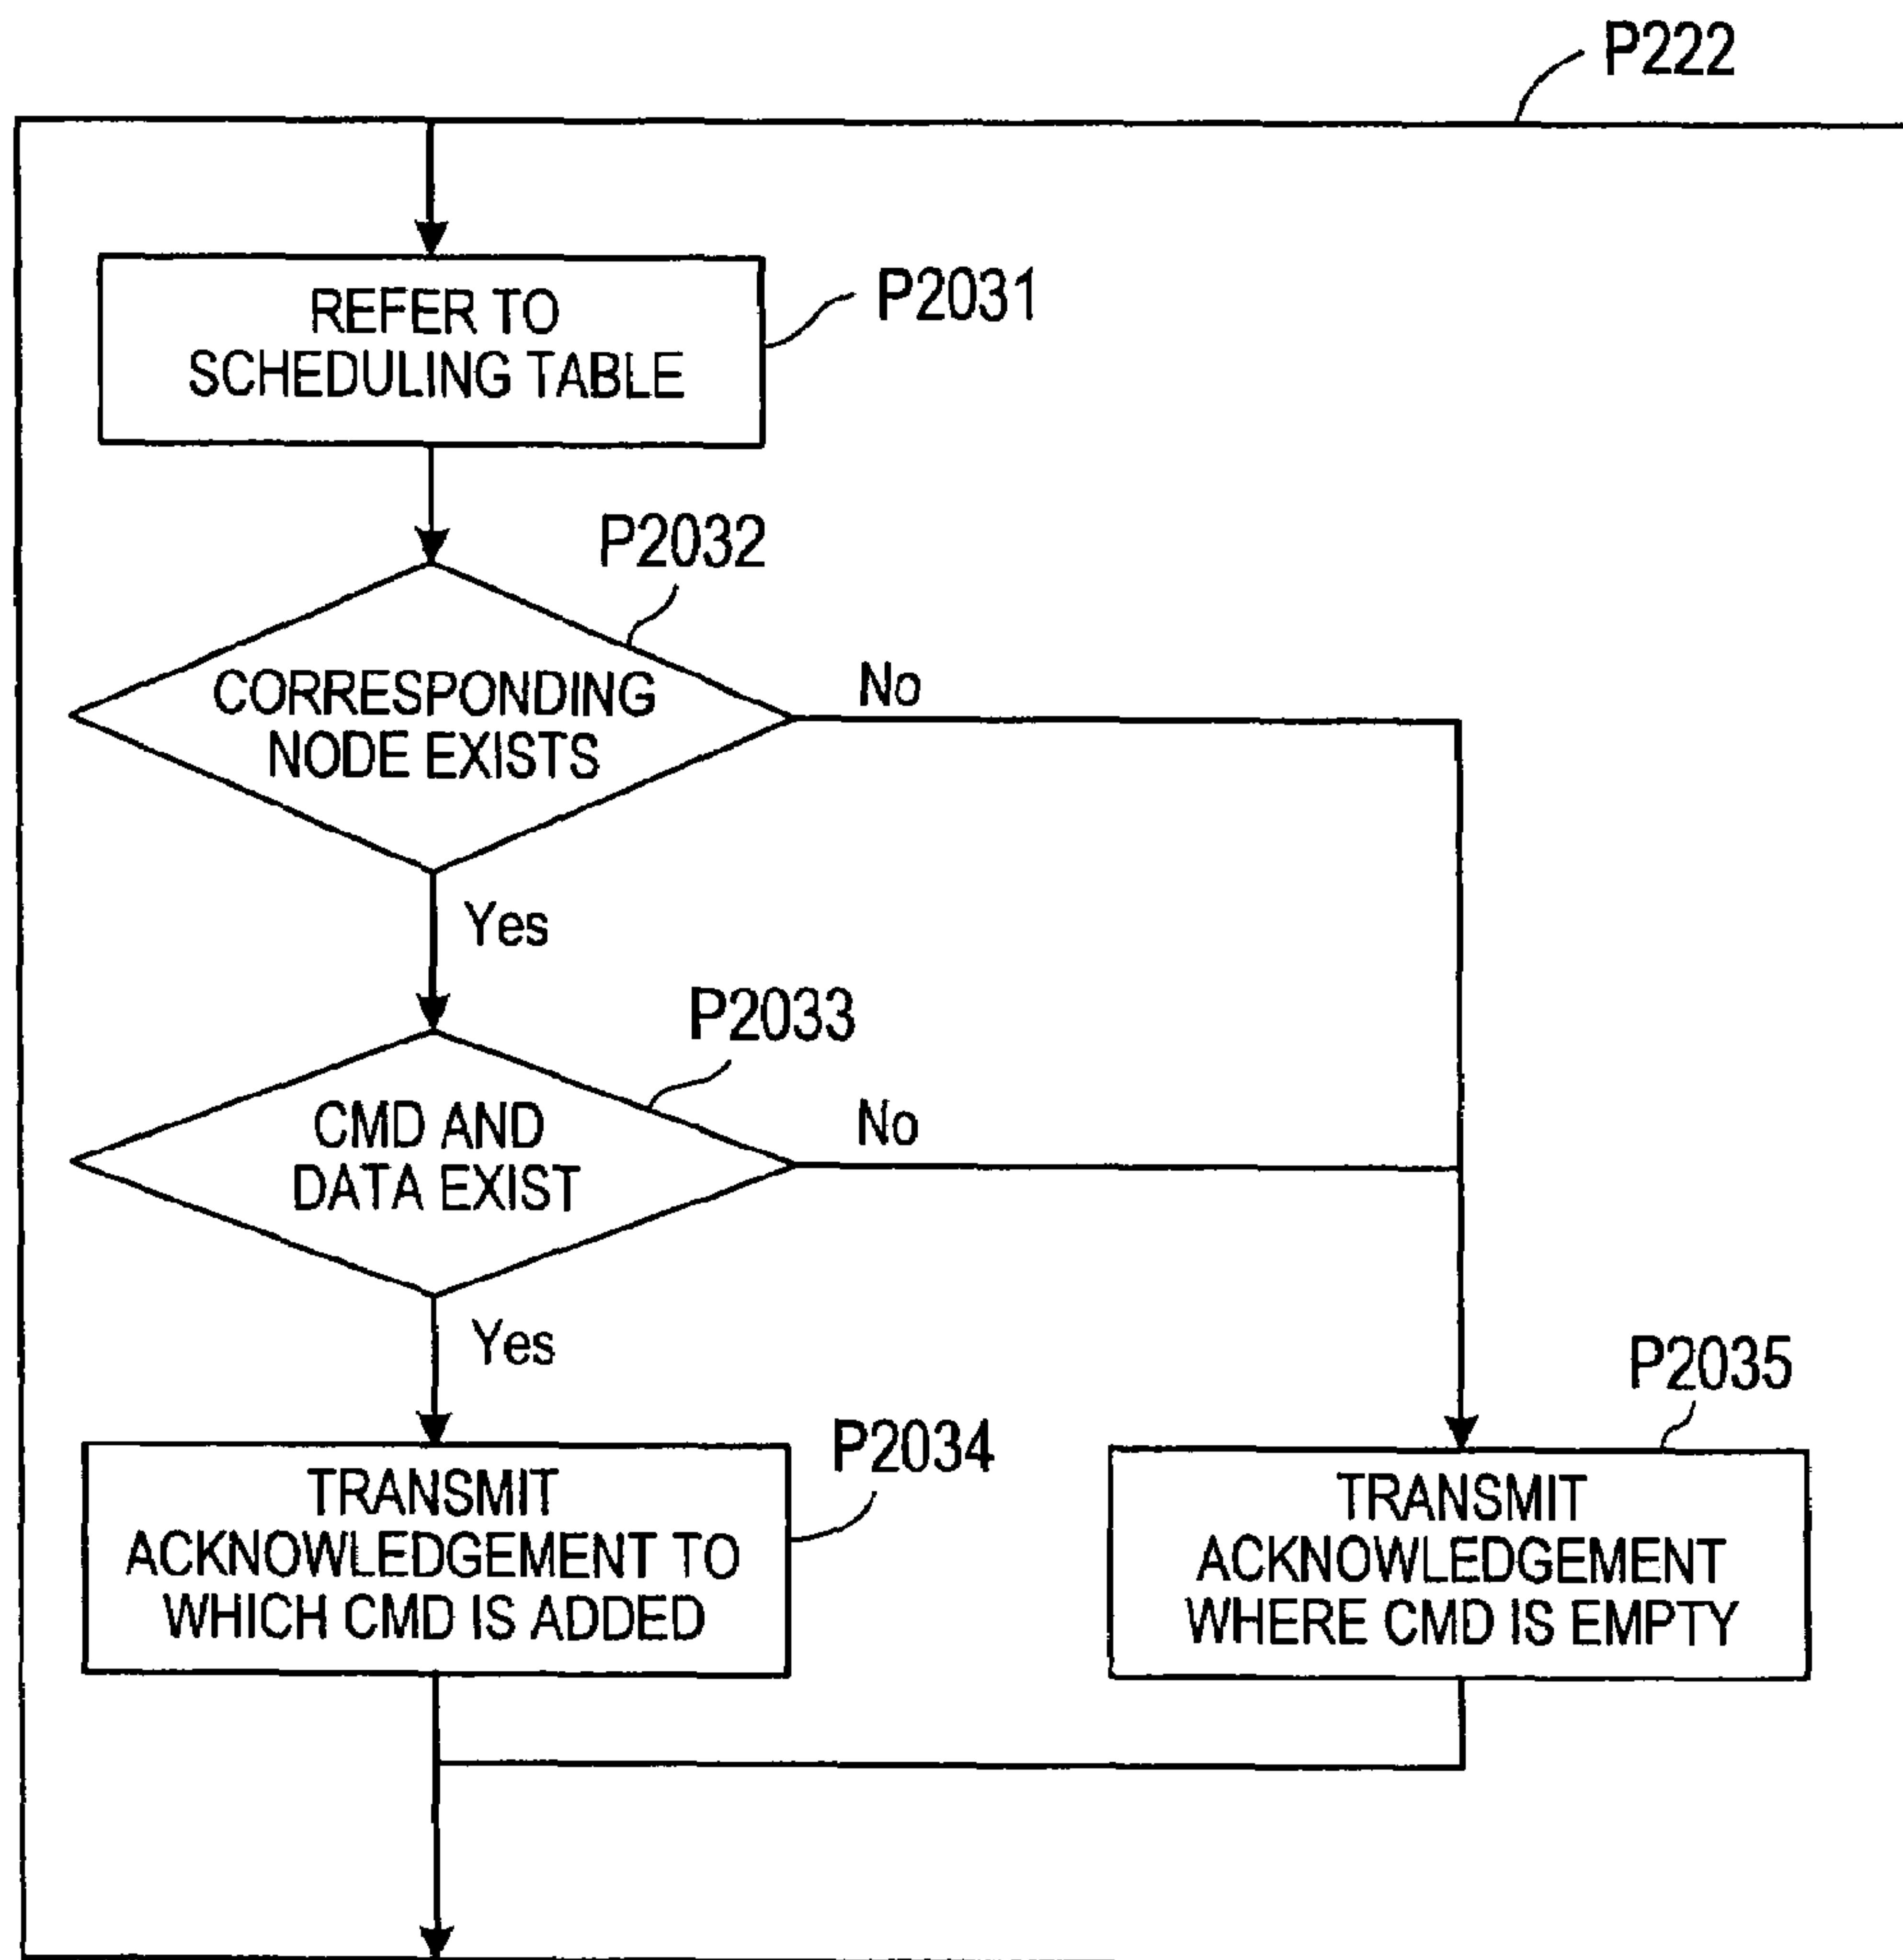 P222
REFER TO
SCHEDULING TABLE
P2031
P2032
CORRESPONDING
NODE EXISTS
No
Yes
P2033
CMD AND
DATA EXIST
No
Yes
P2034
TRANSMIT
ACKNOWLEDGEMENT TO
WHICH CMD IS ADDED
P2035
TRANSMIT
ACKNOWLEDGEMENT
WHERE CMD IS EMPTY